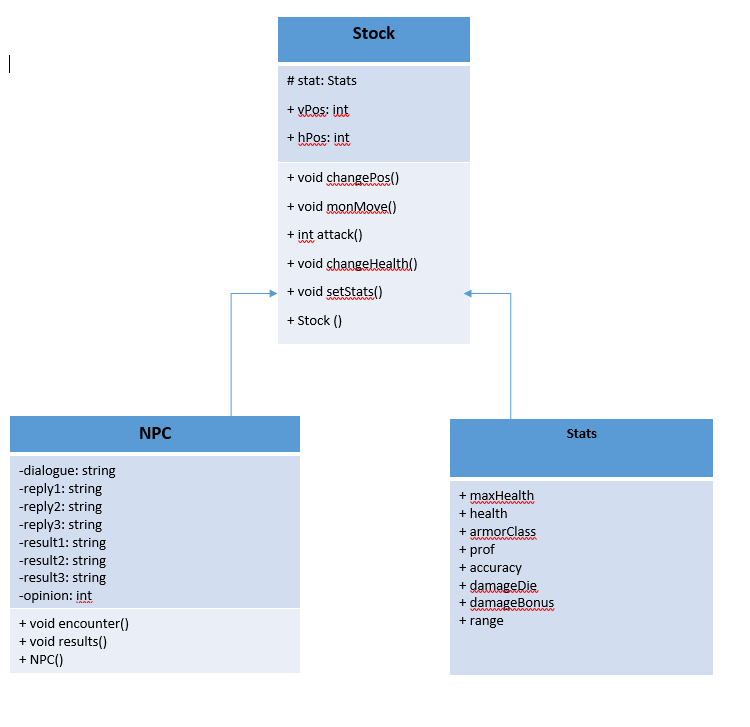 Stock
# stat: Stats
+ vPos: int
+ hPos: int
+ void changePos()
+ void monMove()
+ int attack()
+ void changeHealth()
+ void setStats()
+ Stock ()
NPC
-dialogue: string
-reply1: string
-reply2: string
-reply3: string
-result1: string
-result2: string
-result3: string
-opinion: int
+ void encounter()
+ void results()
+ NPC()
Stats
+ maxHealth
+ health
+ armorClass
+ prof
+ accuracy
+ damageDie
+ damageBonus
+ range